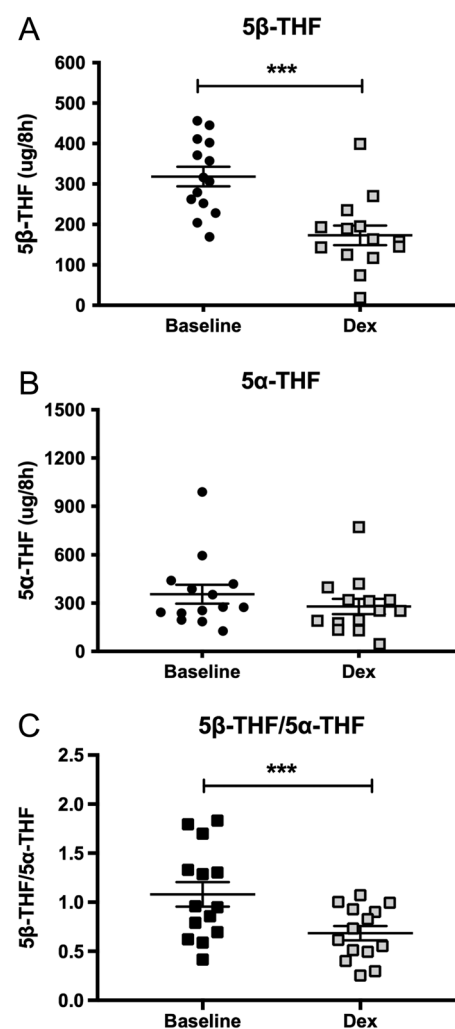 A
5β-THF
***
5β-THF (ug/8h)
600
500
400
300
200
100
0
Baseline Dex
B
5α-THF
5α-THF (ug/8h)
1500
1200
900
600
300
0
Baseline Dex
C
5β-THF/5α-THF
***
5β-THF/5α-THF
2.5
2.0
1.5
1.0
0.5
0.0
Baseline Dex